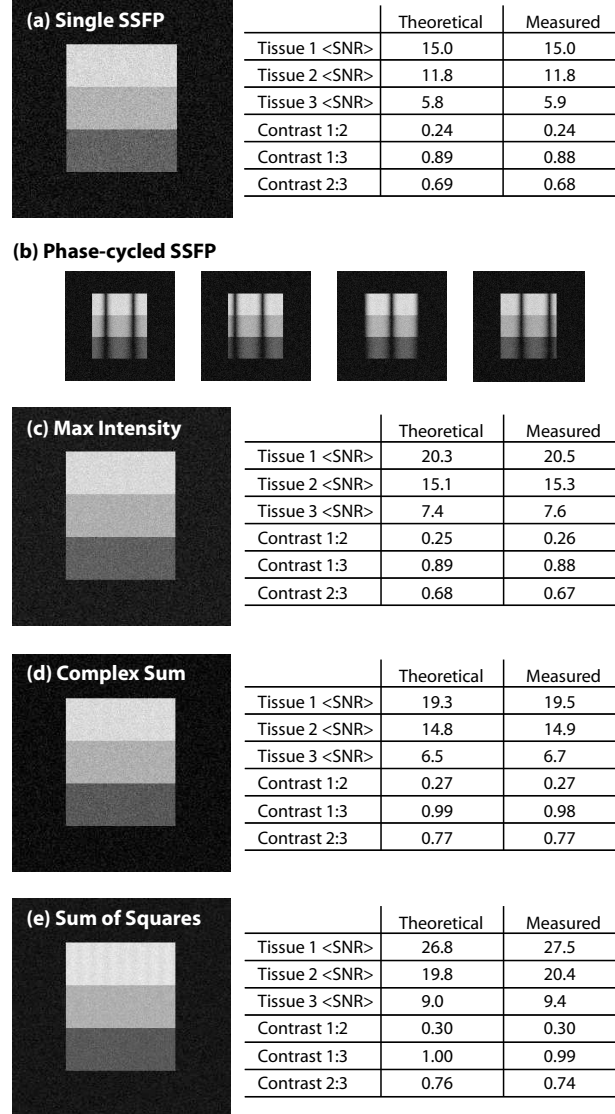 (a) Single SSFP
Theoretical Measured
Tissue 1 <SNR> 15.0 15.0
Tissue 2 <SNR> 11.8 11.8
Tissue 3 <SNR> 5.8 5.9
Contrast 1:2 0.24 0.24
Contrast 1:3 0.89 0.88
Contrast 2:3 0.69 0.68
(b) Phase-cycled SSFP
(c) Max Intensity
Theoretical Measured
Tissue 1 <SNR> 20.3 20.5
Tissue 2 <SNR> 15.1 15.3
Tissue 3 <SNR> 7.4 7.6
Contrast 1:2 0.25 0.26
Contrast 1:3 0.89 0.88
Contrast 2:3 0.68 0.67
(d) Complex Sum
Theoretical Measured
Tissue 1 <SNR> 19.3 19.5
Tissue 2 <SNR> 14.8 14.9
Tissue 3 <SNR> 6.5 6.7
Contrast 1:2 0.27 0.27
Contrast 1:3 0.99 0.98
Contrast 2:3 0.77 0.77
(e) Sum of Squares
Theoretical Measured
Tissue 1 <SNR> 26.8 27.5
Tissue 2 <SNR> 19.8 20.4
Tissue 3 <SNR> 9.0 9.4
Contrast 1:2 0.30 0.30
Contrast 1:3 1.00 0.99
Contrast 2:3 0.76 0.74